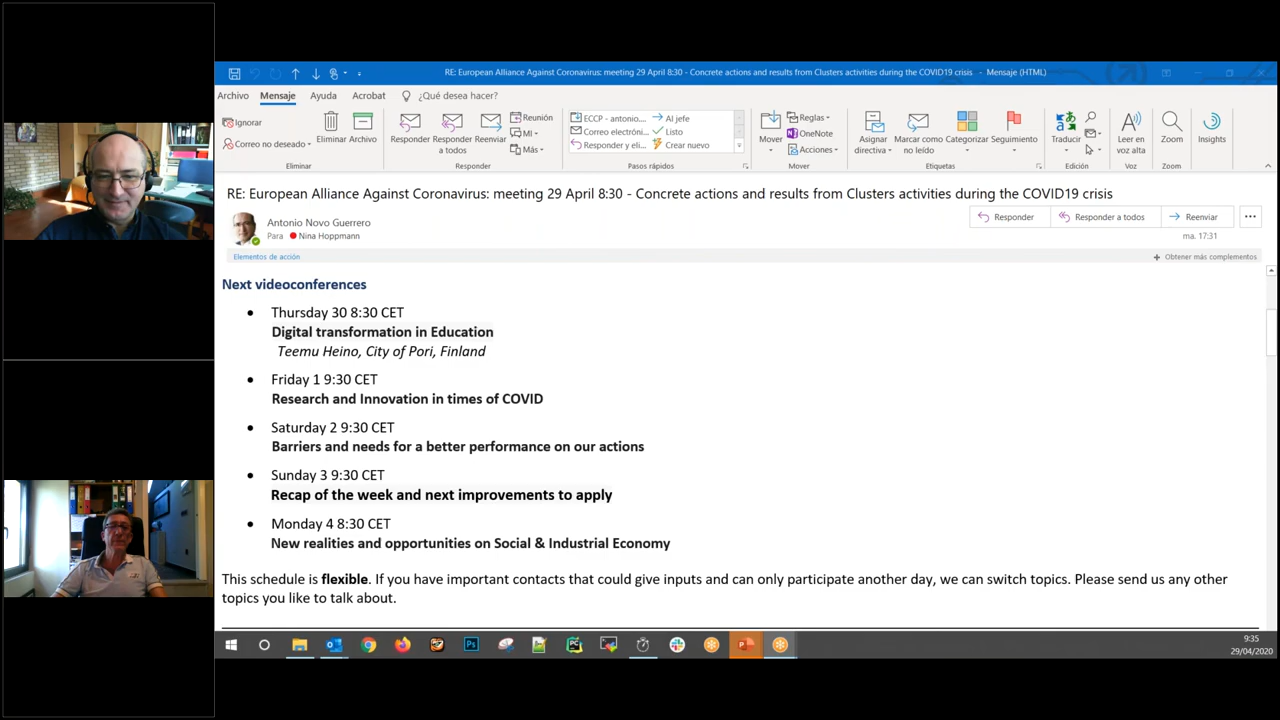 RE: European Alliance Against Coronavirus: meeting 29 April 8:30 - Concrete actions and results from Clusters activities during the COVID19 crisis - Mensaje (HTML)
Archivo Mensaje Ayuda Acrobat ¿Qué desea hacer?
Ignorar
Correo no deseado
Eliminar Archivo
Eliminar
Responder Responder a todos Reenviar
Reunión
MI
Más
Responder
ECCP - antonio....
Correo electróni...
Responder y eli...
Al jefe
Listo
Crear nuevo
Pasos rápidos
Mover
Reglas
OneNote
Acciones
Mover
Asignar directiva
Marcar como no leído
Categorizar
Seguimiento
Etiquetas
Traducir
Edición
Leer en voz alta
Voz
Zoom
Zoom
Insights
RE: European Alliance Against Coronavirus: meeting 29 April 8:30 - Concrete actions and results from Clusters activities during the COVID19 crisis
Antonio Novo Guerrero
Para Nina Hoppmann
Responder Responder a todos Reenviar
ma. 17:31
Elementos de acción
Obtener más complementos
Next videoconferences
• Thursday 30 8:30 CET
Digital transformation in Education
Teemu Heino, City of Pori, Finland
• Friday 1 9:30 CET
Research and Innovation in times of COVID
• Saturday 2 9:30 CET
Barriers and needs for a better performance on our actions
• Sunday 3 9:30 CET
Recap of the week and next improvements to apply
• Monday 4 8:30 CET
New realities and opportunities on Social & Industrial Economy
This schedule is flexible. If you have important contacts that could give inputs and can only participate another day, we can switch topics. Please send us any other
topics you like to talk about.
9:35
29/04/2020